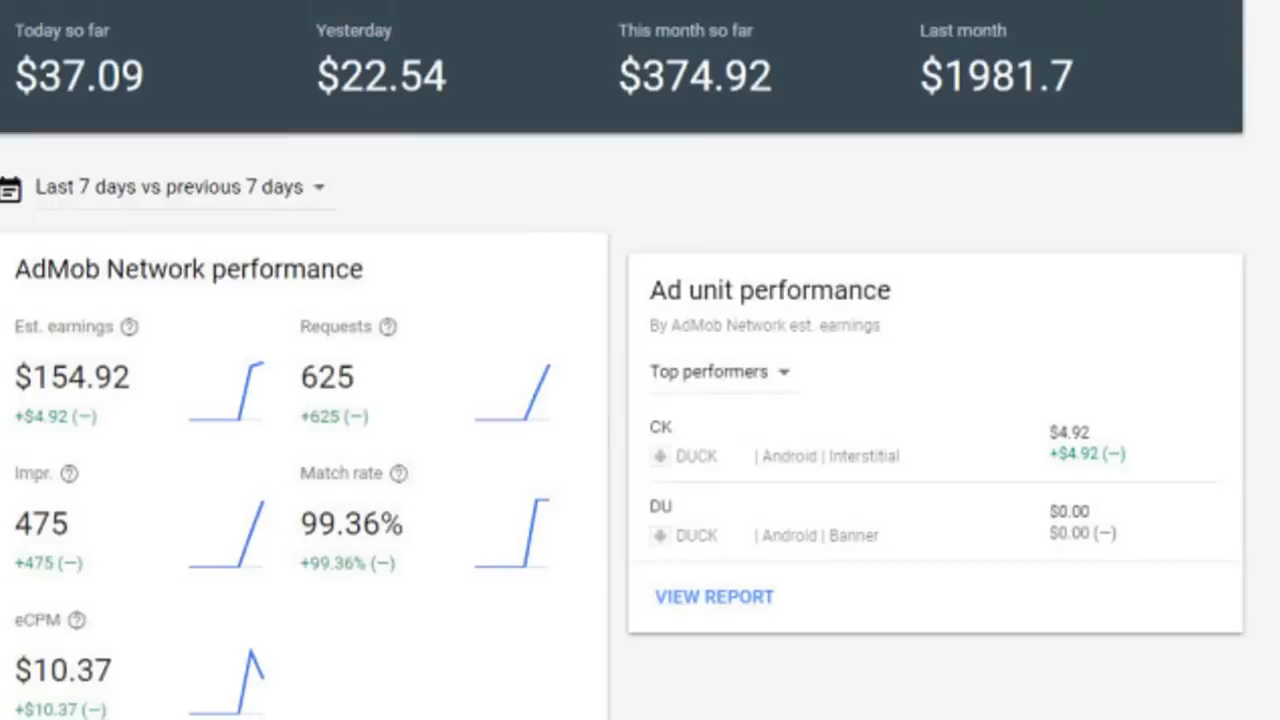 Today so far
$37.09
Yesterday
$22.54
This month so far
$374.92
Last month
$1981.7
Last 7 days vs previous 7 days
AdMob Network performance
Est. earnings
$154.92
+$4.92 (—)
Requests
625
+625 (—)
Impr.
475
+475 (—)
Match rate
99.36%
+99.36% (—)
eCPM
$10.37
+$10.37 (—)
Ad unit performance
By AdMob Network est. earnings
Top performers
CK
DUCK | Android | Interstitial
$4.92
+$4.92 (—)
DU
DUCK | Android | Banner
$0.00
$0.00 (—)
VIEW REPORT